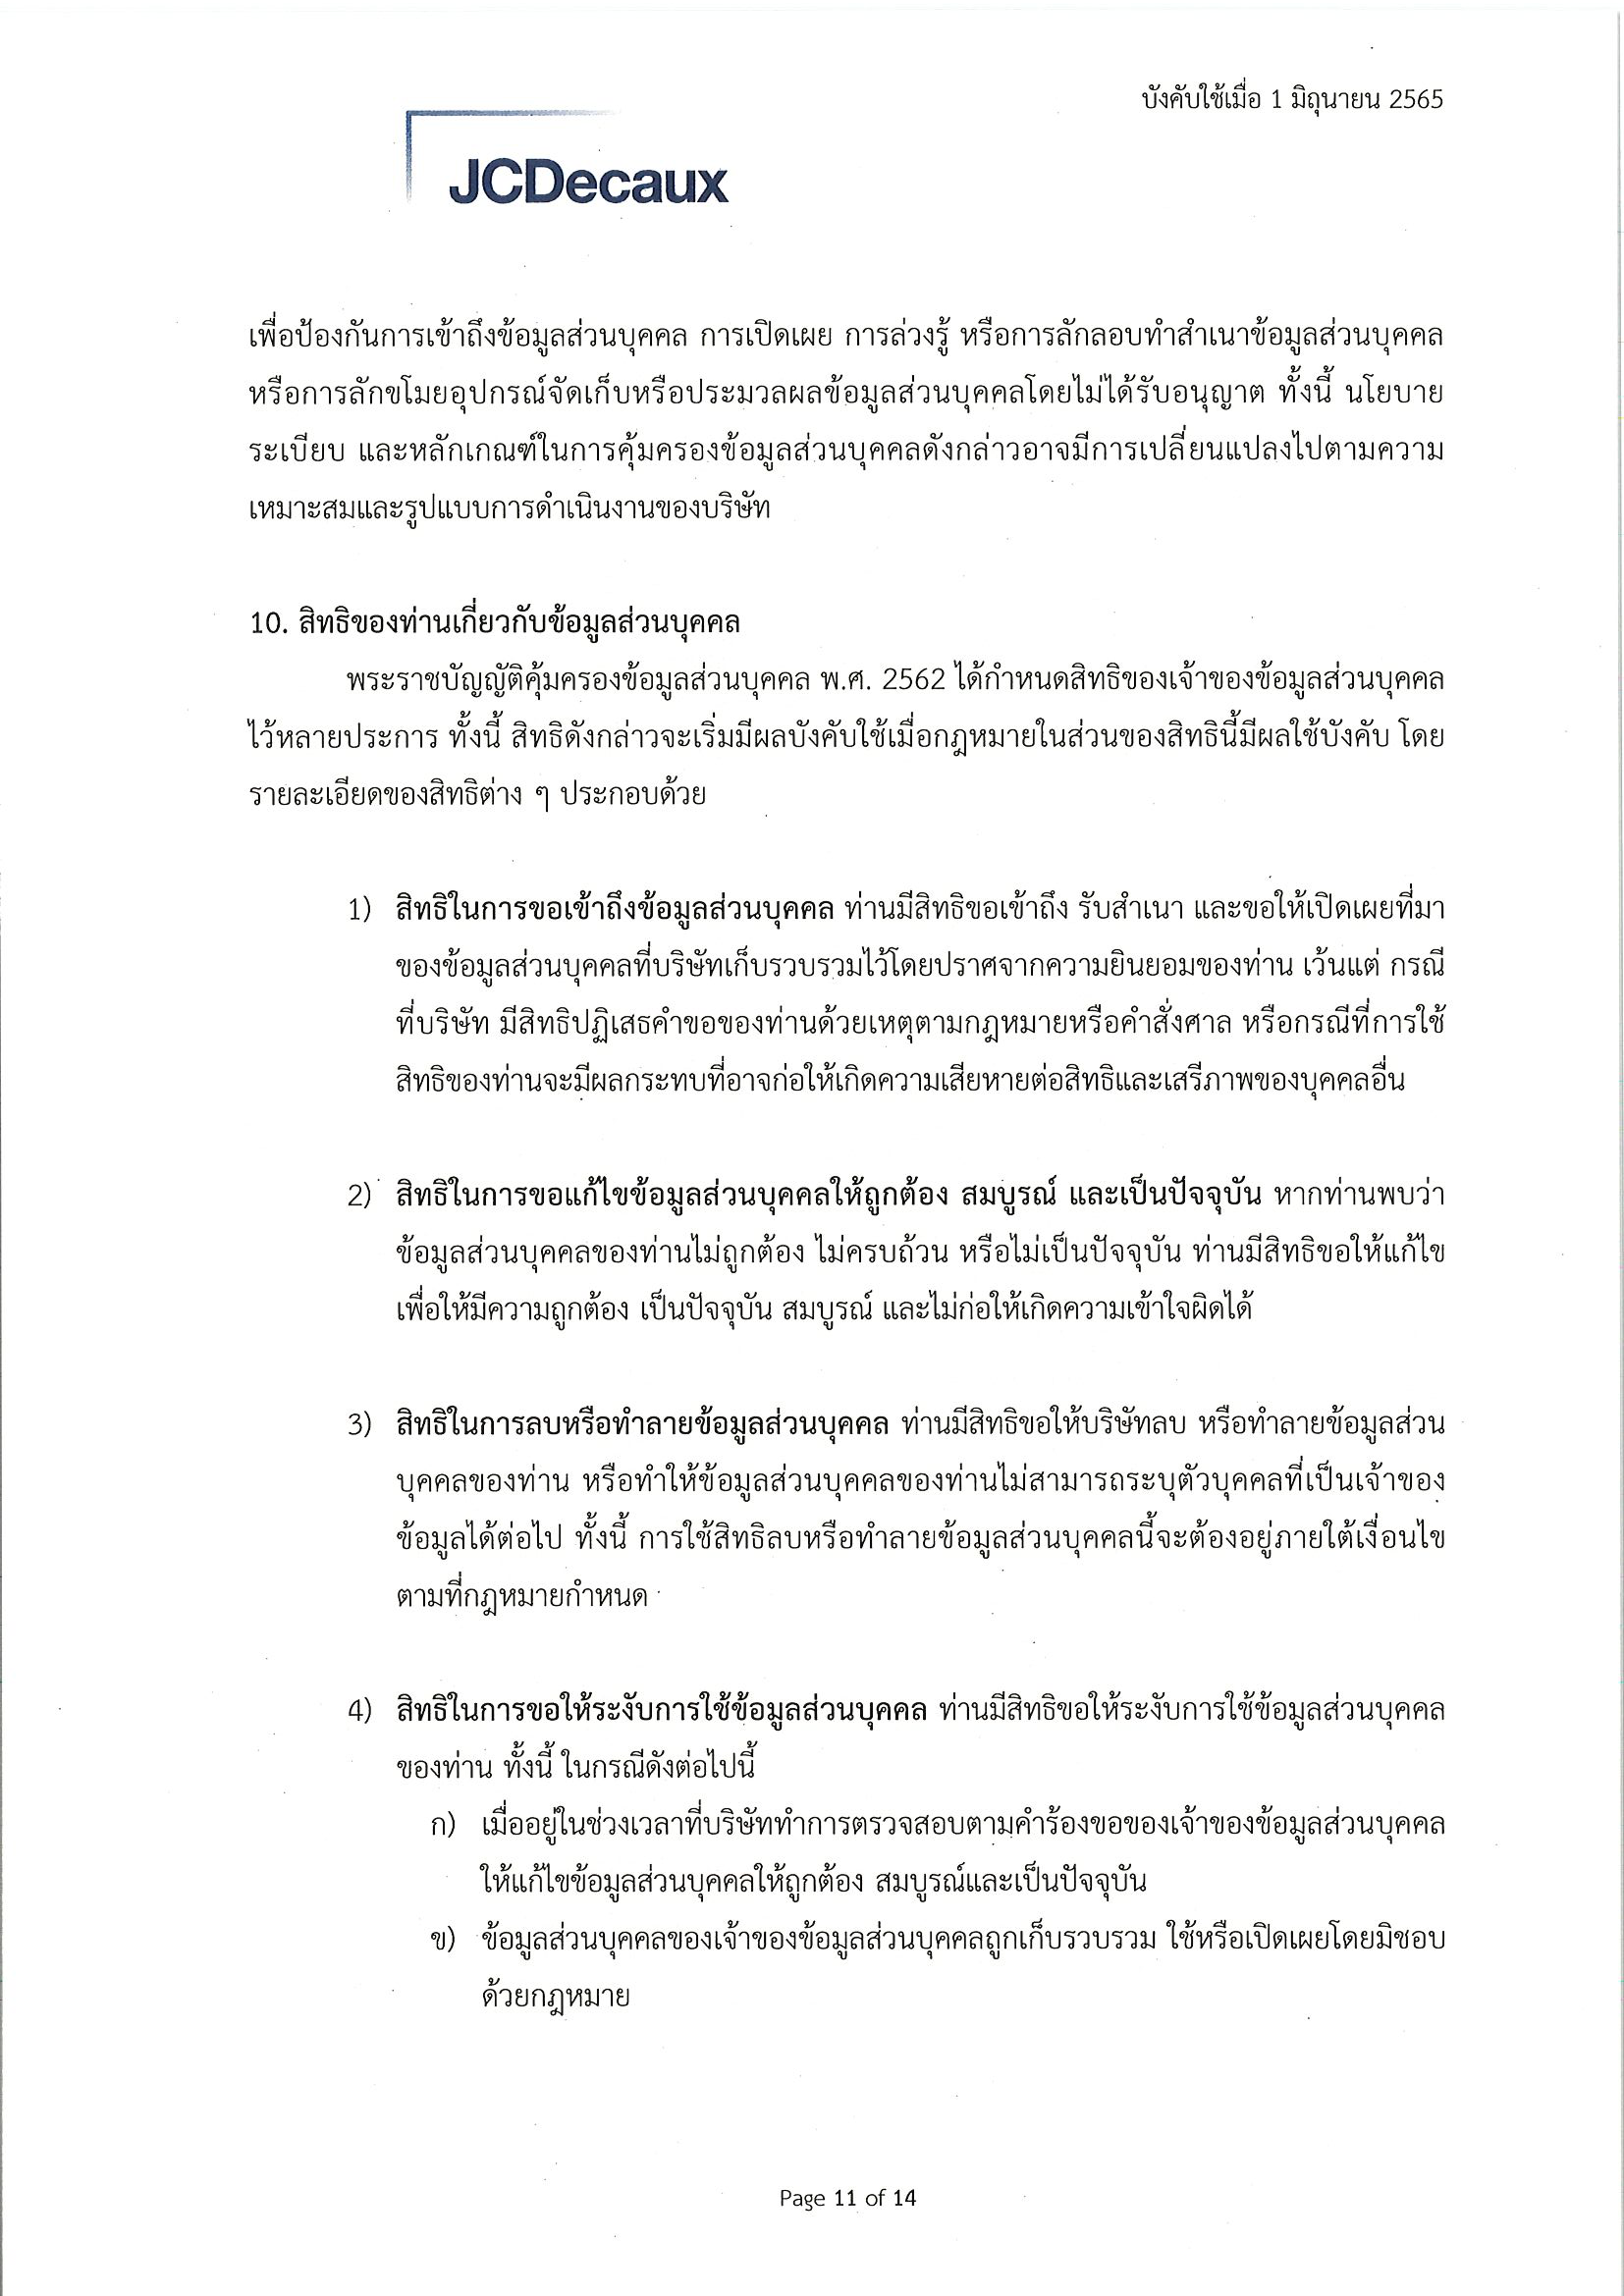 บังคับใช้เมื่อ 1 มิถุนายน 2565
JCDecaux
เพื่อป้องกันการเข้าถึงข้อมูลส่วนบุคคล การเปิดเผย การล่วงรู้ หรือการลักลอบทำสำเนาข้อมูลส่วนบุคคล
หรือการลักขโมยอุปกรณ์จัดเก็บหรือประมวลผลข้อมูลส่วนบุคคลโดยไม่ได้รับอนุญาต ทั้งนี้ นโยบาย
ระเบียบ และหลักเกณฑ์ในการคุ้มครองข้อมูลส่วนบุคคลดังกล่าวอาจมีการเปลี่ยนแปลงไปตามความ
เหมาะสมและรูปแบบการดำเนินงานของบริษัท
10. สิทธิของท่านเกี่ยวกับข้อมูลส่วนบุคคล
พระราชบัญญัติคุ้มครองข้อมูลส่วนบุคคล พ.ศ. 2562 ได้กำหนดสิทธิของเจ้าของข้อมูลส่วนบุคคล
ไว้หลายประการ ทั้งนี้ สิทธิดังกล่าวจะเริ่มมีผลบังคับใช้เมื่อกฎหมายในส่วนของสิทธินี้มีผลใช้บังคับ โดย
รายละเอียดของสิทธิต่าง ๆ ประกอบด้วย
1) สิทธิในการขอเข้าถึงข้อมูลส่วนบุคคล ท่านมีสิทธิขอเข้าถึง รับสำเนา และขอให้เปิดเผยที่มา
ของข้อมูลส่วนบุคคลที่บริษัทเก็บรวบรวมไว้โดยปราศจากความยินยอมของท่าน เว้นแต่ กรณี
ที่บริษัท มีสิทธิปฏิเสธคำขอของท่านด้วยเหตุตามกฎหมายหรือคำสั่งศาล หรือกรณีที่การใช้
สิทธิของท่านจะมีผลกระทบที่อาจก่อให้เกิดความเสียหายต่อสิทธิและเสรีภาพของบุคคลอื่น
2) สิทธิในการขอแก้ไขข้อมูลส่วนบุคคลให้ถูกต้อง สมบูรณ์ และเป็นปัจจุบัน หากท่านพบว่า
ข้อมูลส่วนบุคคลของท่านไม่ถูกต้อง ไม่ครบถ้วน หรือไม่เป็นปัจจุบัน ท่านมีสิทธิขอให้แก้ไข
เพื่อให้มีความถูกต้อง เป็นปัจจุบัน สมบูรณ์ และไม่ก่อให้เกิดความเข้าใจผิดได้
3) สิทธิในการลบหรือทำลายข้อมูลส่วนบุคคล ท่านมีสิทธิขอให้บริษัทลบ หรือทำลายข้อมูลส่วน
บุคคลของท่าน หรือทำให้ข้อมูลส่วนบุคคลของท่านไม่สามารถระบุตัวบุคคลที่เป็นเจ้าของ
ข้อมูลได้ต่อไป ทั้งนี้ การใช้สิทธิลบหรือทำลายข้อมูลส่วนบุคคลนี้จะต้องอยู่ภายใต้เงื่อนไข
ตามที่กฎหมายกำหนด
4) สิทธิในการขอให้ระงับการใช้ข้อมูลส่วนบุคคล ท่านมีสิทธิขอให้ระงับการใช้ข้อมูลส่วนบุคคล
ของท่าน ทั้งนี้ ในกรณีดังต่อไปนี้
ก) เมื่ออยู่ในช่วงเวลาที่บริษัททำการตรวจสอบตามคำร้องขอของเจ้าของข้อมูลส่วนบุคคล
ให้แก้ไขข้อมูลส่วนบุคคลให้ถูกต้อง สมบูรณ์และเป็นปัจจุบัน
ข) ข้อมูลส่วนบุคคลของเจ้าของข้อมูลส่วนบุคคลถูกเก็บรวบรวม ใช้หรือเปิดเผยโดยมิชอบ
ด้วยกฎหมาย
Page 11 of 14